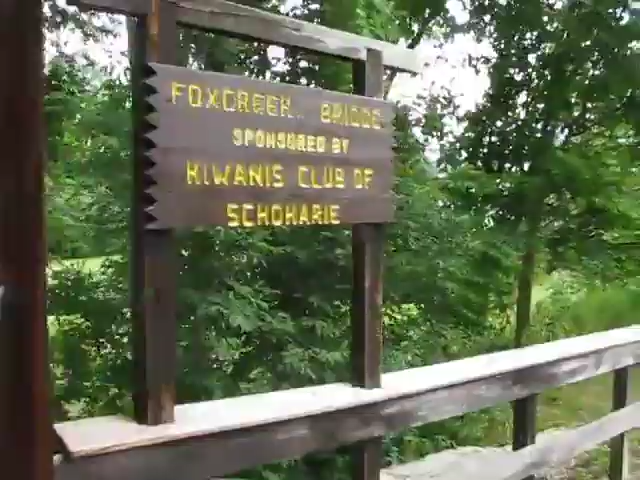 FOXCREEK BRIDGE
SPONSORED BY
KIWANIS CLUB OF
SCHOHARIE